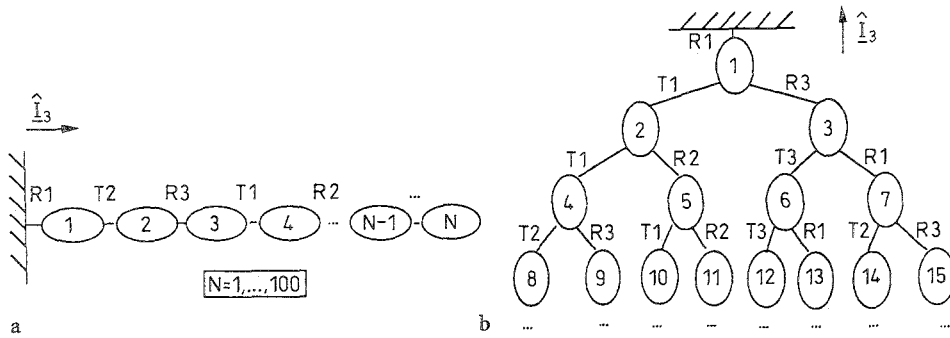 Î3
R1 T2 R3 T1 R2 ...
1 2 3 4 ... N-1 N
N=1,...,100
a
Î3
R1
1
T1 R3
2 3
T1 R2 T3 R1
4 5 6 7
T2 R3 T1 R2 T3 R1 T2 R3
8 9 10 11 12 13 14 15
b ... ... ... ... ... ... ... ...